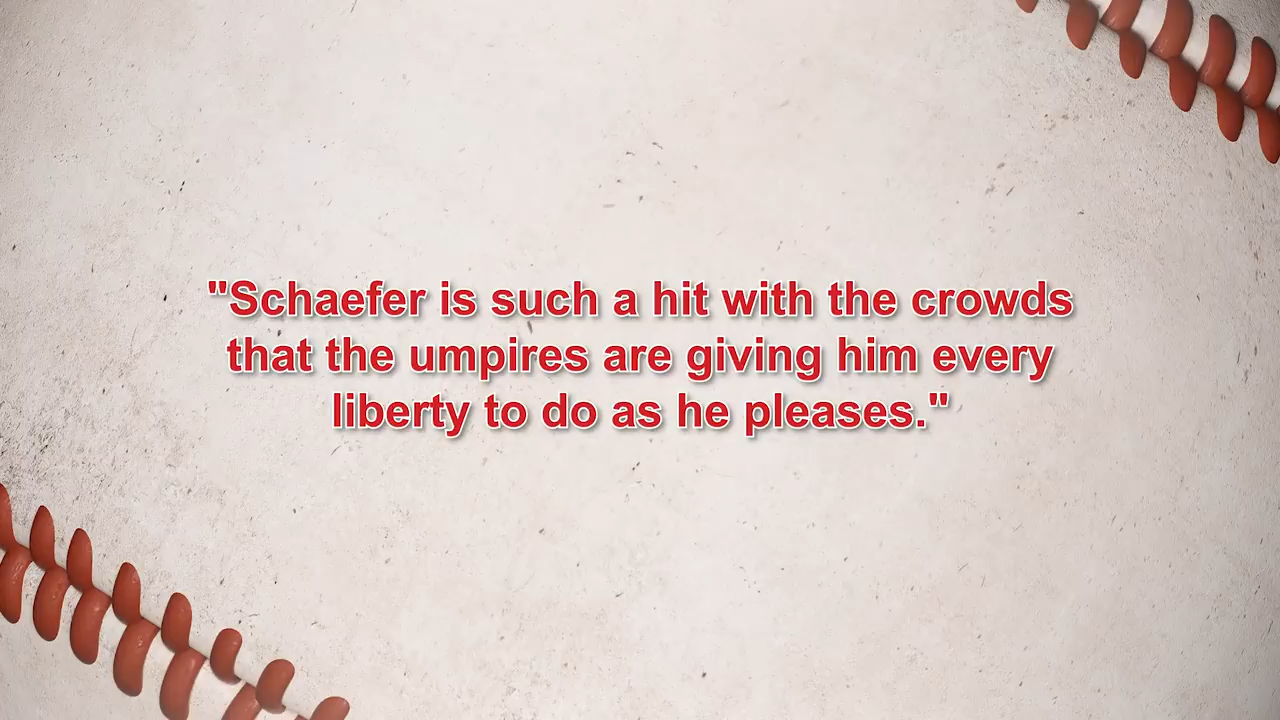 "Schaefer is such a hit with the crowds
that the umpires are giving him every
liberty to do as he pleases."